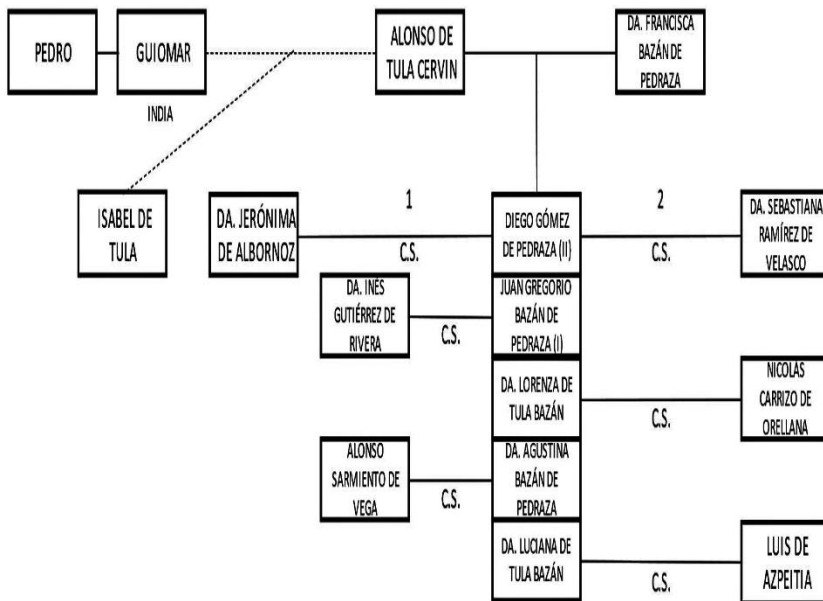 PEDRO
GUIOMAR
ALONSO DE
TULA CERVIN
DA. FRANCISCA
BAZÁN DE
PEDRAZA
INDIA
ISABEL DE
TULA
DA. JERÓNIMA
DE ALBORNOZ
1
C.S.
DIEGO GÓMEZ
DE PEDRAZA (II)
2
C.S.
DA. SEBASTIANA
RAMÍREZ DE
VELASCO
DA. INÉS
GUTIÉRREZ DE
RIVERA
C.S.
JUAN GREGORIO
BAZÁN DE
PEDRAZA (I)
DA. LORENZA DE
TULA BAZÁN
C.S.
NICOLÁS
CARRIZO DE
ORELLANA
ALONSO
SARMIENTO DE
VEGA
C.S.
DA. AGUSTINA
BAZÁN DE
PEDRAZA
DA. LUCIANA DE
TULA BAZÁN
C.S.
LUIS DE
AZPEITIA